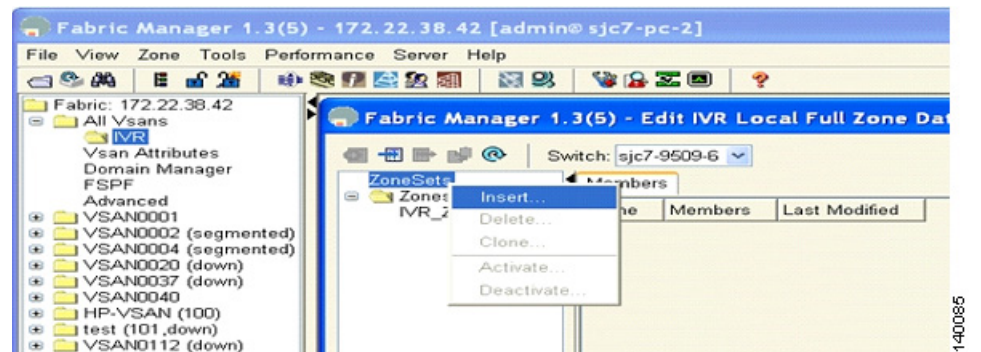 Fabric Manager 1.3(5) - 172.22.38.42 [admin@sjc7-pc-2]
File View Zone Tools Performance Server Help
Fabric: 172.22.38.42
All Vsans
IVR
Vsan Attributes
Domain Manager
FSPF
Advanced
VSAN0001
VSAN0002 (segmented)
VSAN0004 (segmented)
VSAN0020 (down)
VSAN0037 (down)
VSAN0040
HP-VSAN (100)
test (101,down)
VSAN0112 (down)
Fabric Manager 1.3(5) - Edit IVR Local Full Zone Dat
Switch: sjc7-9509-6
ZoneSets
Zones
IVR_Z
Members
Members Last Modified
Insert...
Delete...
Clone...
Activate...
Deactivate...
140085